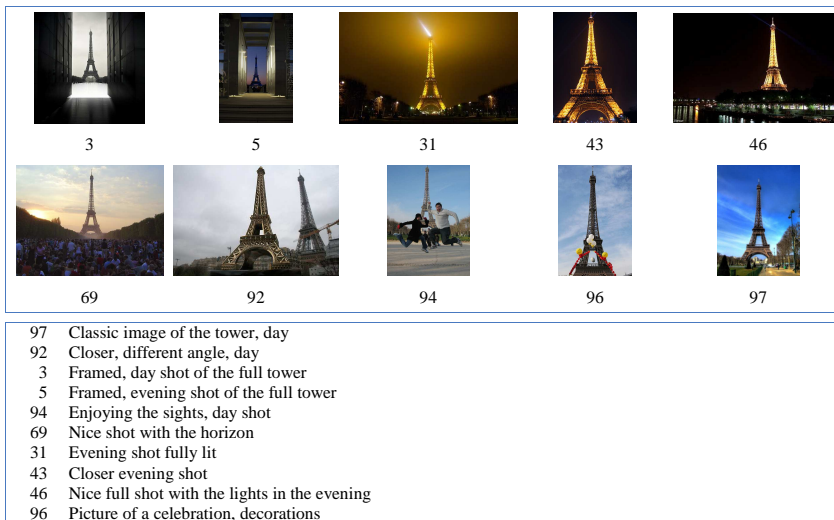 3 5 31 43 46
69 92 94 96 97
97 Classic image of the tower, day
92 Closer, different angle, day
3 Framed, day shot of the full tower
5 Framed, evening shot of the full tower
94 Enjoying the sights, day shot
69 Nice shot with the horizon
31 Evening shot fully lit
43 Closer evening shot
46 Nice full shot with the lights in the evening
96 Picture of a celebration, decorations